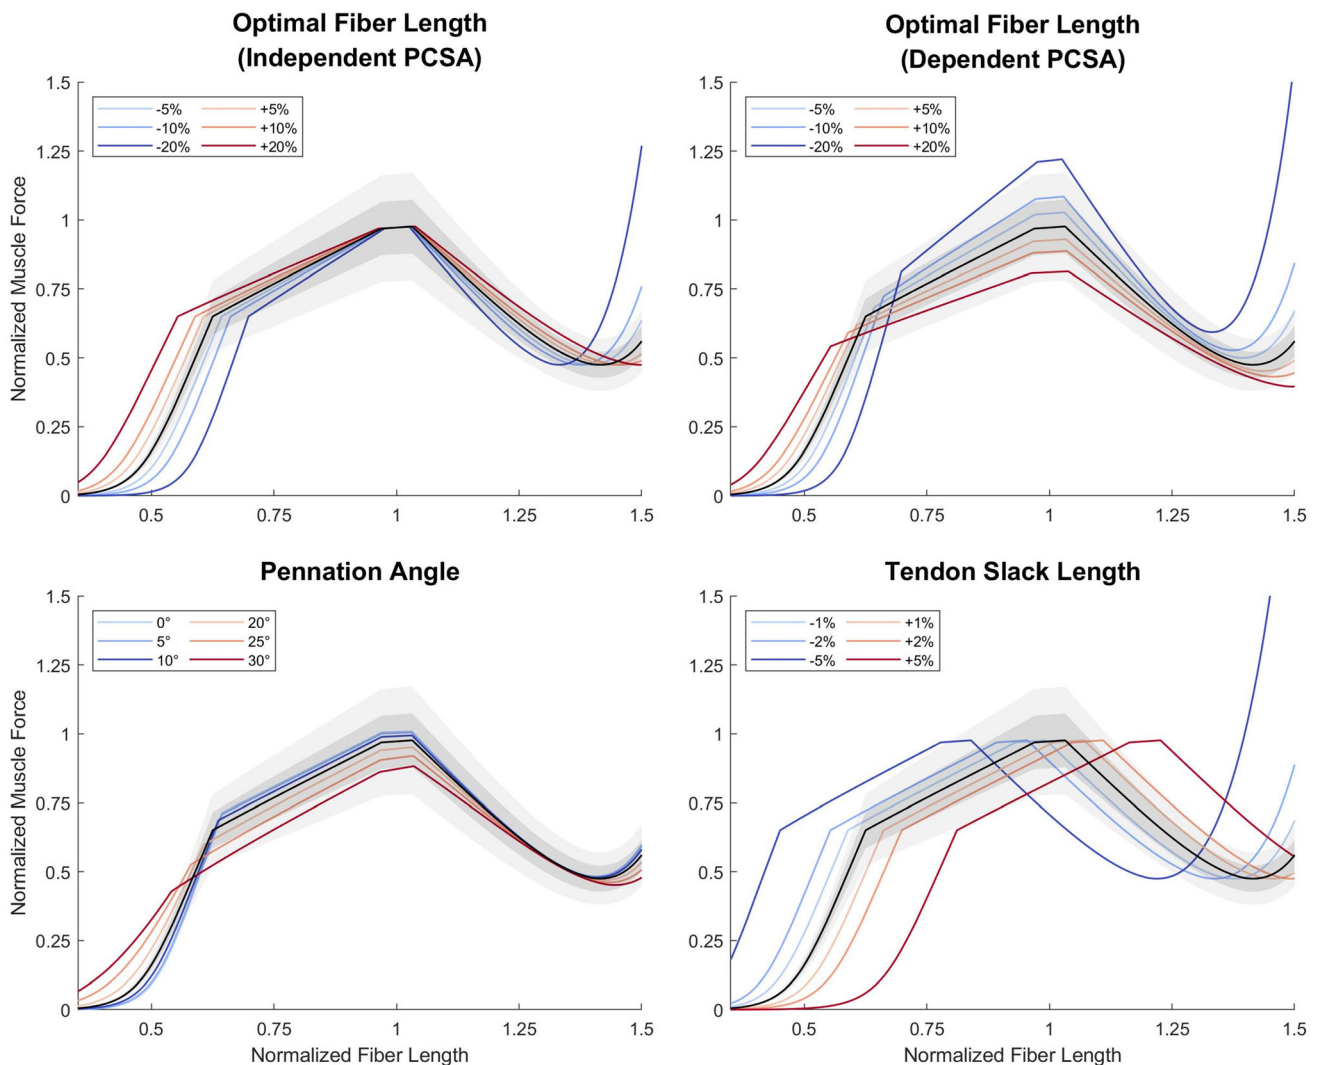 Optimal Fiber Length
(Independent PCSA)
1.5
-5% +5%
-10% +10%
-20% +20%
1.25
1
0.75
0.5
0.25
0
Normalized Muscle Force
0.5 0.75 1 1.25 1.5
Optimal Fiber Length
(Dependent PCSA)
1.5
-5% +5%
-10% +10%
-20% +20%
1.25
1
0.75
0.5
0.25
0
0.5 0.75 1 1.25 1.5
Pennation Angle
1.5
0° 20°
5° 25°
10° 30°
1.25
1
0.75
0.5
0.25
0
Normalized Muscle Force
0.5 0.75 1 1.25 1.5
Normalized Fiber Length
Tendon Slack Length
1.5
-1% +1%
-2% +2%
-5% +5%
1.25
1
0.75
0.5
0.25
0
0.5 0.75 1 1.25 1.5
Normalized Fiber Length